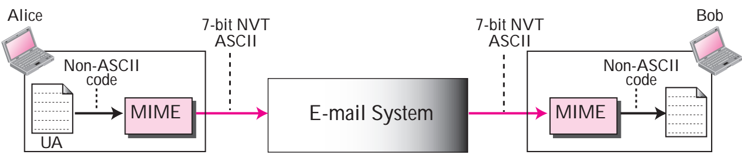 Alice
Non-ASCII
code
MIME
UA
7-bit NVT
ASCII
E-mail System
7-bit NVT
ASCII
Bob
MIME
Non-ASCII
code